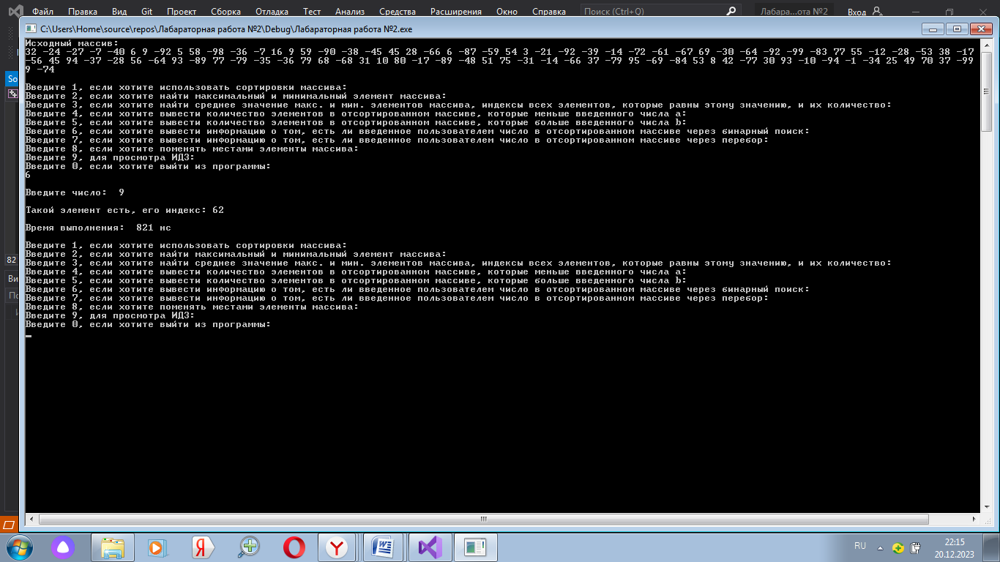 Файл Правка Вид Git Проект Сборка Отладка Тест Анализ Средства Расширения Окно Справка Поиск (Ctrl+Q) Лабара...ота №2 Вход
C:\Users\Home\source\repos\Лабараторная работа №2\Debug\Лабараторная работа №2.exe
Исходный массив:
32 -24 -27 -7 -40 6 9 -92 5 58 -98 -36 -7 16 9 59 -90 -38 -45 45 28 -66 6 -87 -59 54 3 -21 -92 -39 -14 -72 -61 -67 69 -30 -64 -92 -99 -83 77 55 -12 -28 -53 38 -17
-56 45 94 -37 -28 56 -64 93 -89 77 -79 -35 -36 79 68 -68 31 10 80 -17 -89 -48 51 75 -31 -14 -66 37 -79 95 -69 -84 53 8 42 -77 30 93 -10 -94 -1 -34 25 49 70 37 -99
9 -74
Введите 1, если хотите использовать сортировки массива:
Введите 2, если хотите найти максимальный и минимальный элемент массива:
Введите 3, если хотите найти среднее значение макс. и мин. элементов массива, индексы всех элементов, которые равны этому значению, и их количество:
Введите 4, если хотите вывести количество элементов в отсортированном массиве, которые меньше введенного числа a:
Введите 5, если хотите вывести количество элементов в отсортированном массиве, которые больше введенного числа b:
Введите 6, если хотите вывести информацию о том, есть ли введенное пользователем число в отсортированном массиве через бинарный поиск:
Введите 7, если хотите вывести информацию о том, есть ли введенное пользователем число в отсортированном массиве через перебор:
Введите 8, если хотите поменять местами элементы массива:
Введите 9, для просмотра ИДЗ:
Введите 0, если хотите выйти из программы:
6
Введите число:  9
Такой элемент есть, его индекс: 62
Время выполнения:  821 нс
Введите 1, если хотите использовать сортировки массива:
Введите 2, если хотите найти максимальный и минимальный элемент массива:
Введите 3, если хотите найти среднее значение макс. и мин. элементов массива, индексы всех элементов, которые равны этому значению, и их количество:
Введите 4, если хотите вывести количество элементов в отсортированном массиве, которые меньше введенного числа a:
Введите 5, если хотите вывести количество элементов в отсортированном массиве, которые больше введенного числа b:
Введите 6, если хотите вывести информацию о том, есть ли введенное пользователем число в отсортированном массиве через бинарный поиск:
Введите 7, если хотите вывести информацию о том, есть ли введенное пользователем число в отсортированном массиве через перебор:
Введите 8, если хотите поменять местами элементы массива:
Введите 9, для просмотра ИДЗ:
Введите 0, если хотите выйти из программы:
So
82
Ви
По
RU 22:15
20.12.2023